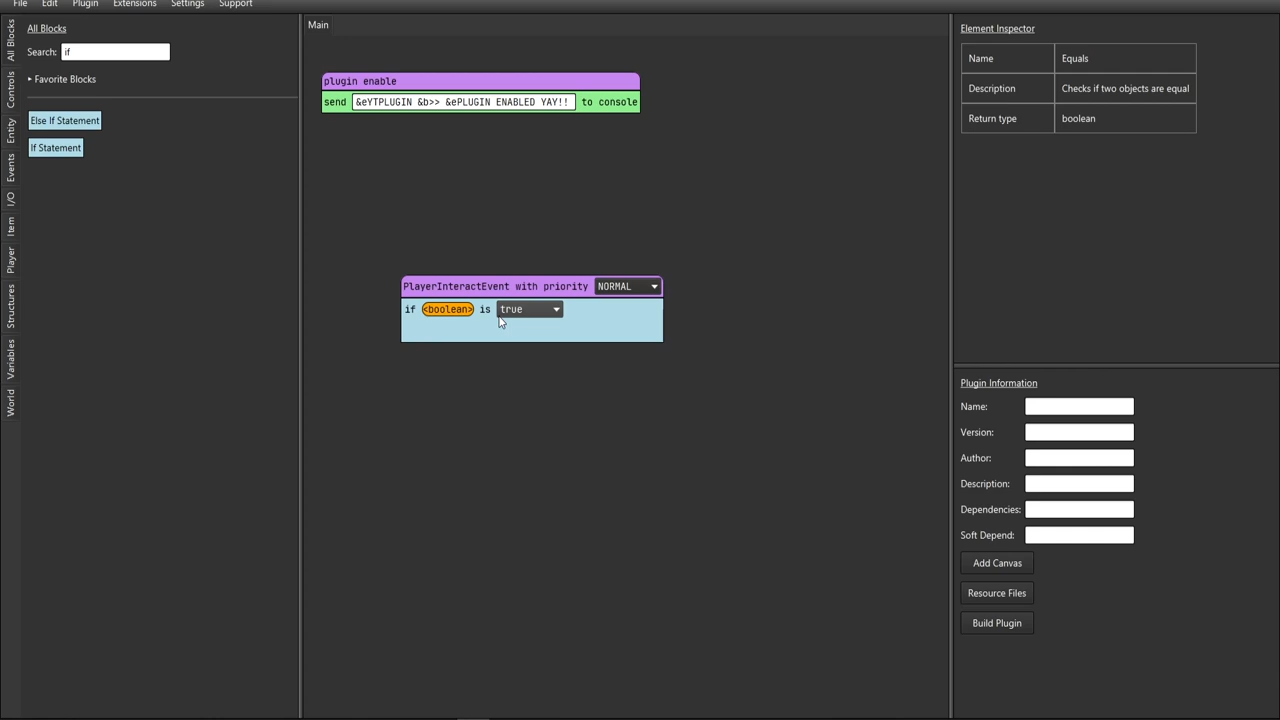 File Edit Plugin Extensions Settings Support
All Blocks
Controls
Entity
Events
I/O
Item
Player
Structures
Variables
World
All Blocks
Search: if
Favorite Blocks
Else If Statement
If Statement
Main
plugin enable
send &eYTPLUGIN &b>> &ePLUGIN ENABLED YAY!! to console
PlayerInteractEvent with priority NORMAL
if <boolean> is true
Element Inspector
Name Equals
Description Checks if two objects are equal
Return type boolean
Plugin Information
Name:
Version:
Author:
Description:
Dependencies:
Soft Depend:
Add Canvas
Resource Files
Build Plugin